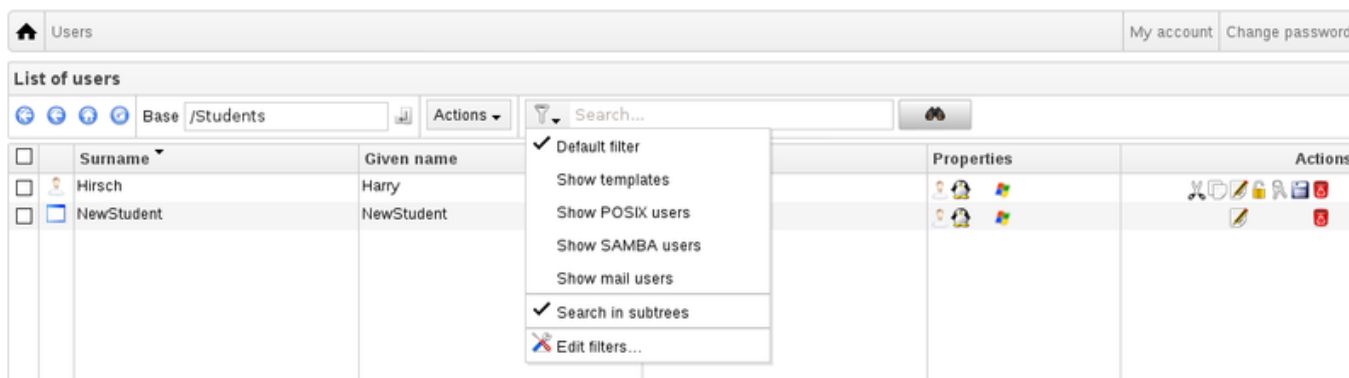 Users My account Change password
List of users
Base /Students Actions Search...
Surname Given name Properties Actions
Hirsch Harry
NewStudent NewStudent
Default filter
Show templates
Show POSIX users
Show SAMBA users
Show mail users
Search in subtrees
Edit filters...